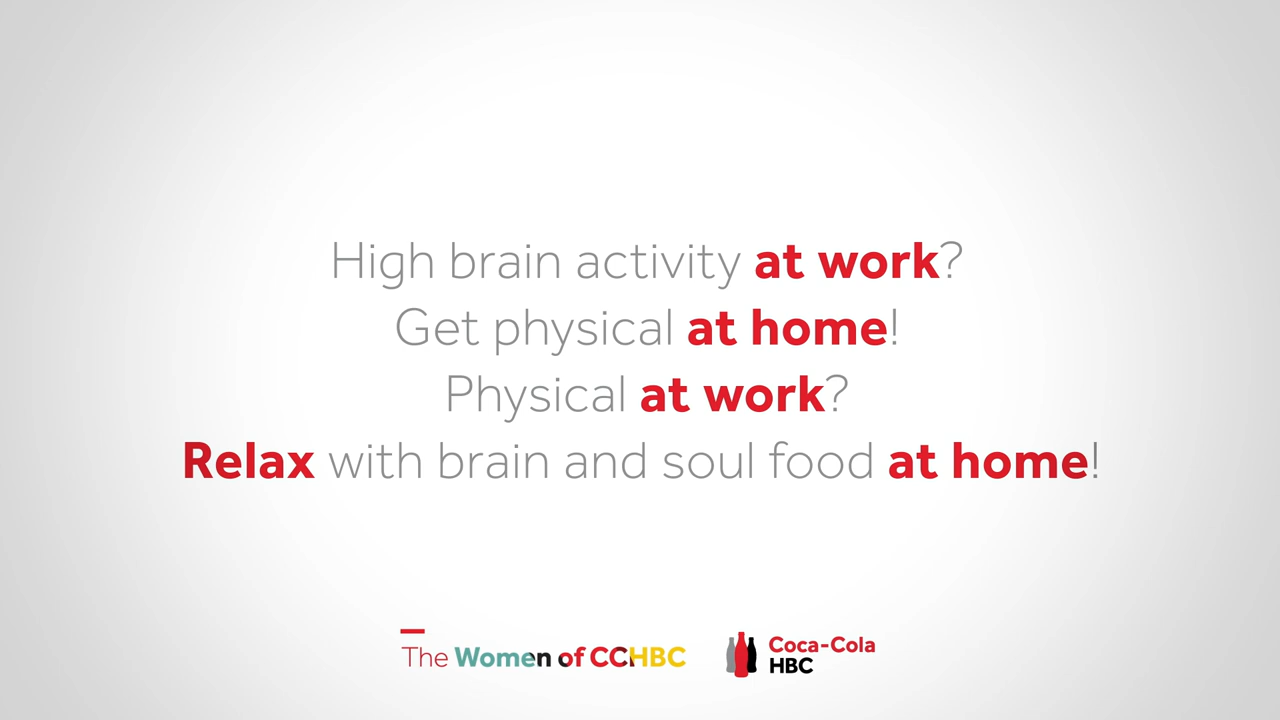 High brain activity at work?
Get physical at home!
Physical at work?
Relax with brain and soul food at home!
The Women of CCHBC
Coca-Cola
HBC